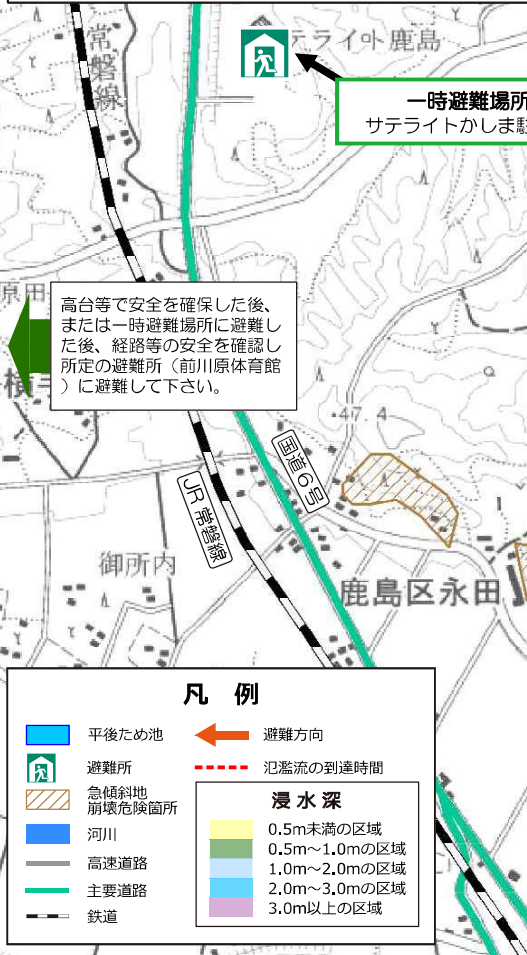 常磐線
テライト鹿島
一時避難場所
サテライトかしま駐
原田
高台等で安全を確保した後、
または一時避難場所に避難し
た後、経路等の安全を確認し
所定の避難所（前川原体育館
）に避難して下さい。
横手
・47.4
国道6号
JR常磐線
御所内
鹿島区永田
凡 例
平後ため池
避難方向
避難所
氾濫流の到達時間
急傾斜地
崩壊危険箇所
河川
高速道路
主要道路
鉄道
浸 水 深
0.5m未満の区域
0.5m～1.0mの区域
1.0m～2.0mの区域
2.0m～3.0mの区域
3.0m以上の区域